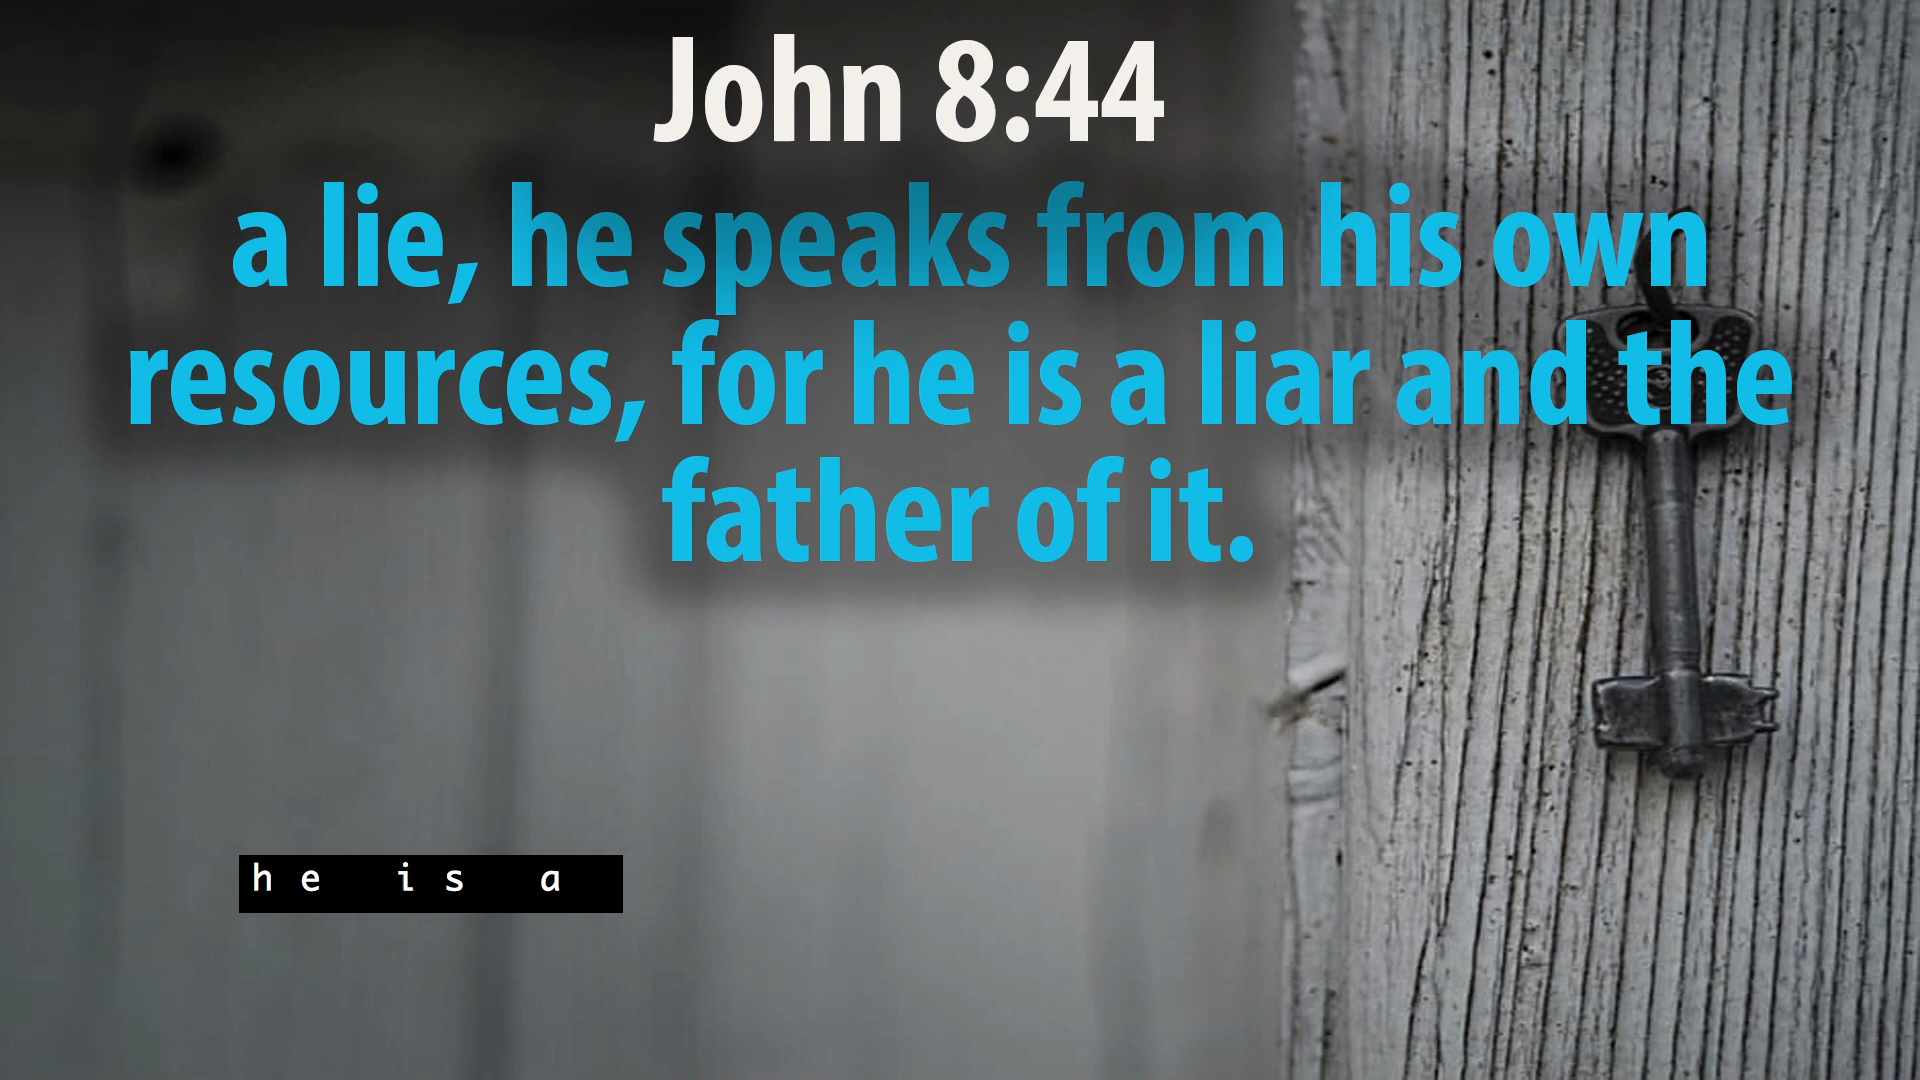 John 8:44
a lie, he speaks from his own
resources, for he is a liar and the
father of it.
he is a